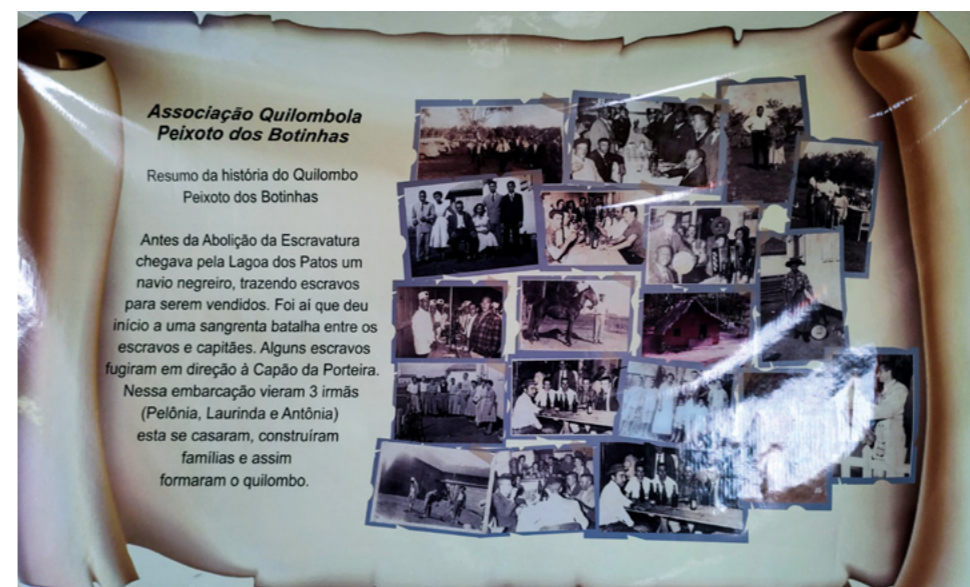 Associação Quilombola
Peixoto dos Botinhas
Resumo da história do Quilombo
Peixoto dos Botinhas
Antes da Abolição da Escravatura
chegava pela Lagoa dos Patos um
navio negreiro, trazendo escravos
para serem vendidos. Foi aí que deu
início a uma sangrenta batalha entre os
escravos e capitães. Alguns escravos
fugiram em direção à Capão da Porteira.
Nessa embarcação vieram 3 irmãs
(Pelônia, Laurinda e Antônia)
esta se casaram, construíram
famílias e assim
formaram o quilombo.